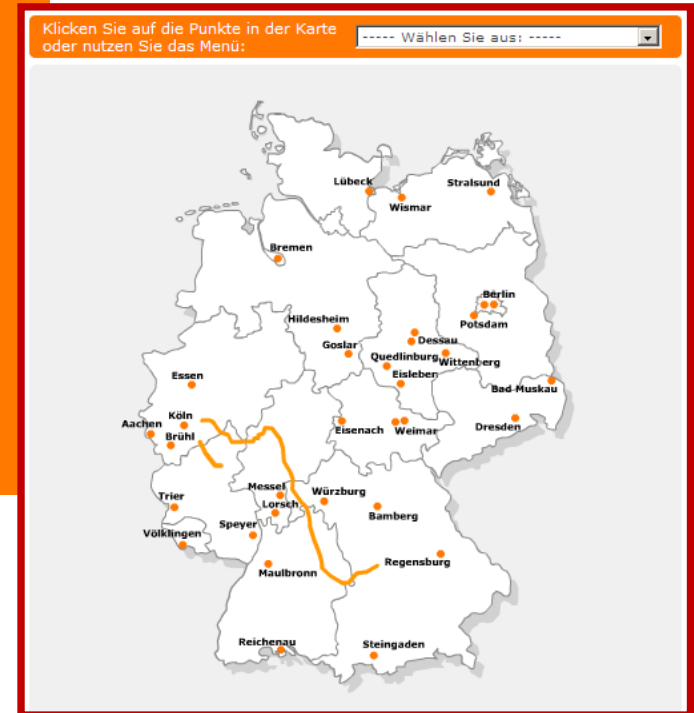 Klicken Sie auf die Punkte in der Karte
oder nutzen Sie das Menü:
----- Wählen Sie aus: -----
Lübeck
Stralsund
Wismar
Bremen
Berlin
Potsdam
Hildesheim
Goslar
Dessau
Quedlinburg
Wittenberg
Eisleben
Essen
Bad Muskau
Köln
Aachen
Brühl
Eisenach
Weimar
Dresden
Messel
Würzburg
Trier
Lorsch
Bamberg
Speyer
Völklingen
Regensburg
Maulbronn
Reichenau
Steingaden